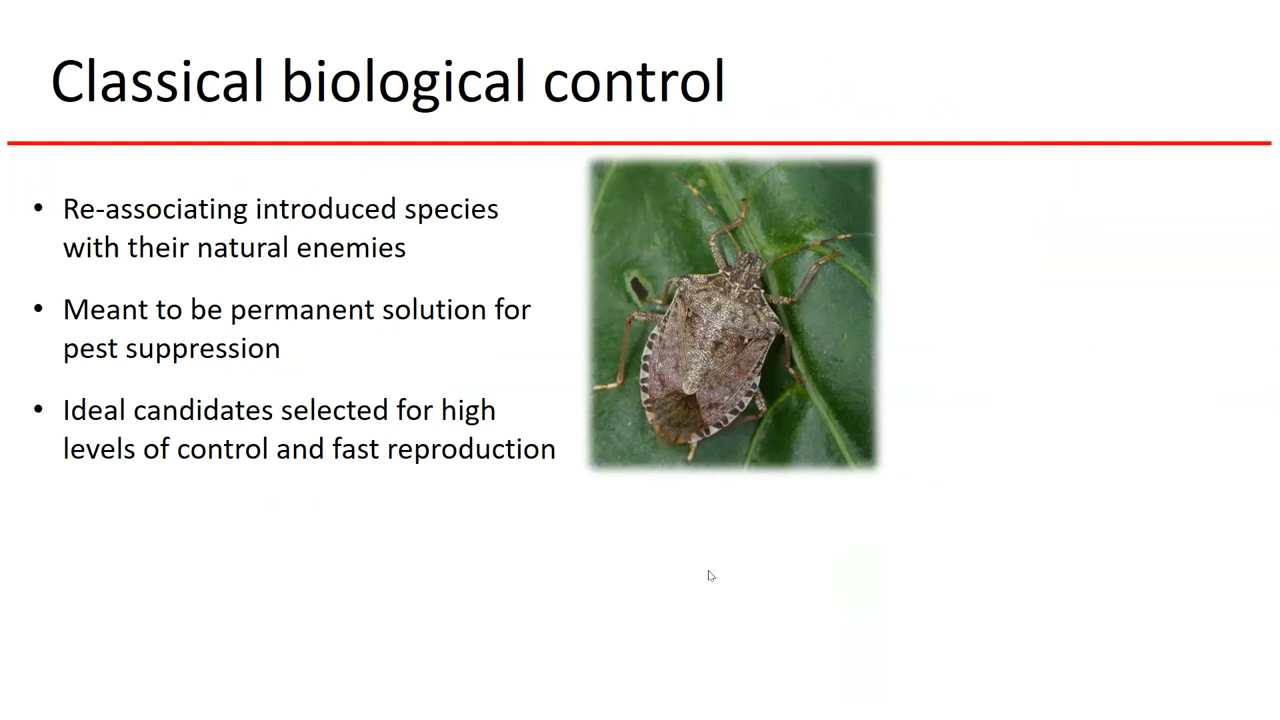 Classical biological control
• Re-associating introduced species
with their natural enemies
• Meant to be permanent solution for
pest suppression
• Ideal candidates selected for high
levels of control and fast reproduction